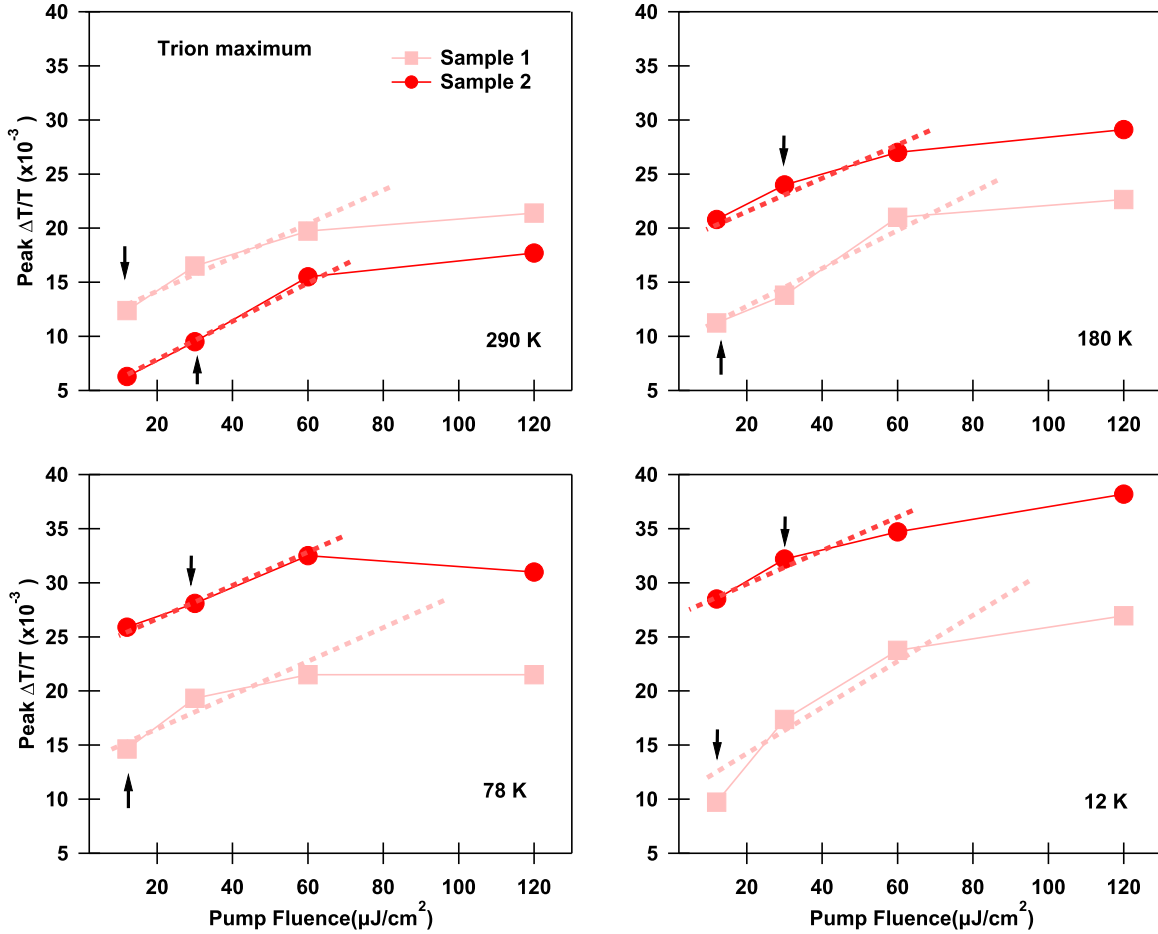 Trion maximum
Sample 1
Sample 2
40
35
30
25
20
15
10
5
Peak ΔT/T (x10⁻³)
290 K
20 40 60 80 100 120
40
35
30
25
20
15
10
5
180 K
20 40 60 80 100 120
40
35
30
25
20
15
10
5
Peak ΔT/T (x10⁻³)
78 K
20 40 60 80 100 120
Pump Fluence(µJ/cm²)
40
35
30
25
20
15
10
5
12 K
20 40 60 80 100 120
Pump Fluence(µJ/cm²)